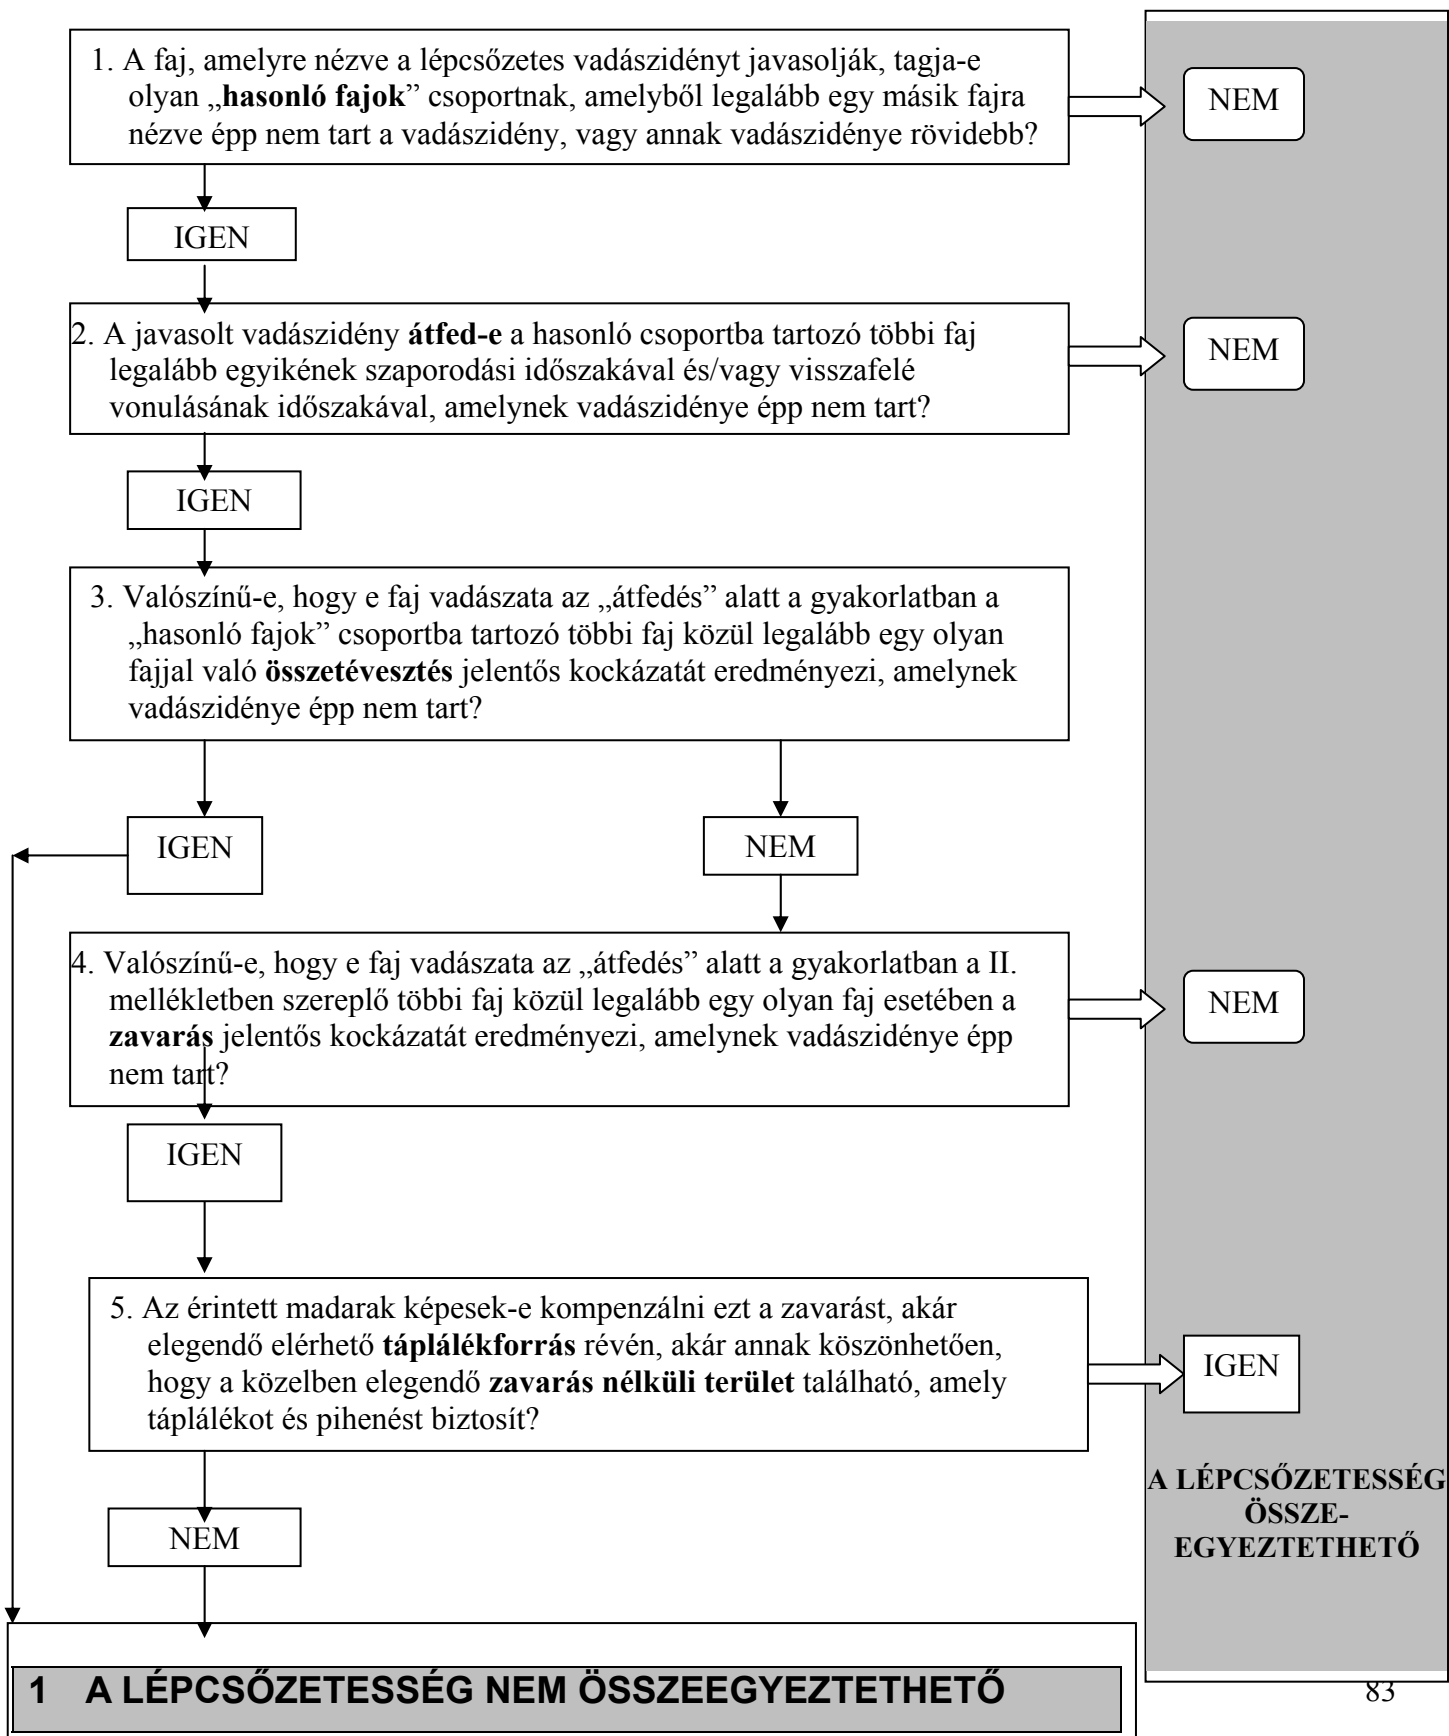 1. A faj, amelyre nézve a lépcsőzetes vadászidényt javasolják, tagja-e
olyan „hasonló fajok” csoportnak, amelyből legalább egy másik fajra
nézve épp nem tart a vadászidény, vagy annak vadászidénye rövidebb?
NEM
IGEN
2. A javasolt vadászidény átfed-e a hasonló csoportba tartozó többi faj
legalább egyikének szaporodási időszakával és/vagy visszafelé
vonulásának időszakával, amelynek vadászidénye épp nem tart?
NEM
IGEN
3. Valószínű-e, hogy e faj vadászata az „átfedés” alatt a gyakorlatban a
„hasonló fajok” csoportba tartozó többi faj közül legalább egy olyan
fajjal való összetévesztés jelentős kockázatát eredményezi, amelynek
vadászidénye épp nem tart?
IGEN
NEM
4. Valószínű-e, hogy e faj vadászata az „átfedés” alatt a gyakorlatban a II.
mellékletben szereplő többi faj közül legalább egy olyan faj esetében a
zavarás jelentős kockázatát eredményezi, amelynek vadászidénye épp
nem tart?
NEM
IGEN
5. Az érintett madarak képesek-e kompenzálni ezt a zavarást, akár
elegendő elérhető táplálékforrás révén, akár annak köszönhetően,
hogy a közelben elegendő zavarás nélküli terület található, amely
táplálékot és pihenést biztosít?
IGEN
A LÉPCSŐZETESSÉG
ÖSSZE-
EGYEZTETHETŐ
NEM
1 A LÉPCSŐZETESSÉG NEM ÖSSZEEGYEZTETHETŐ
83